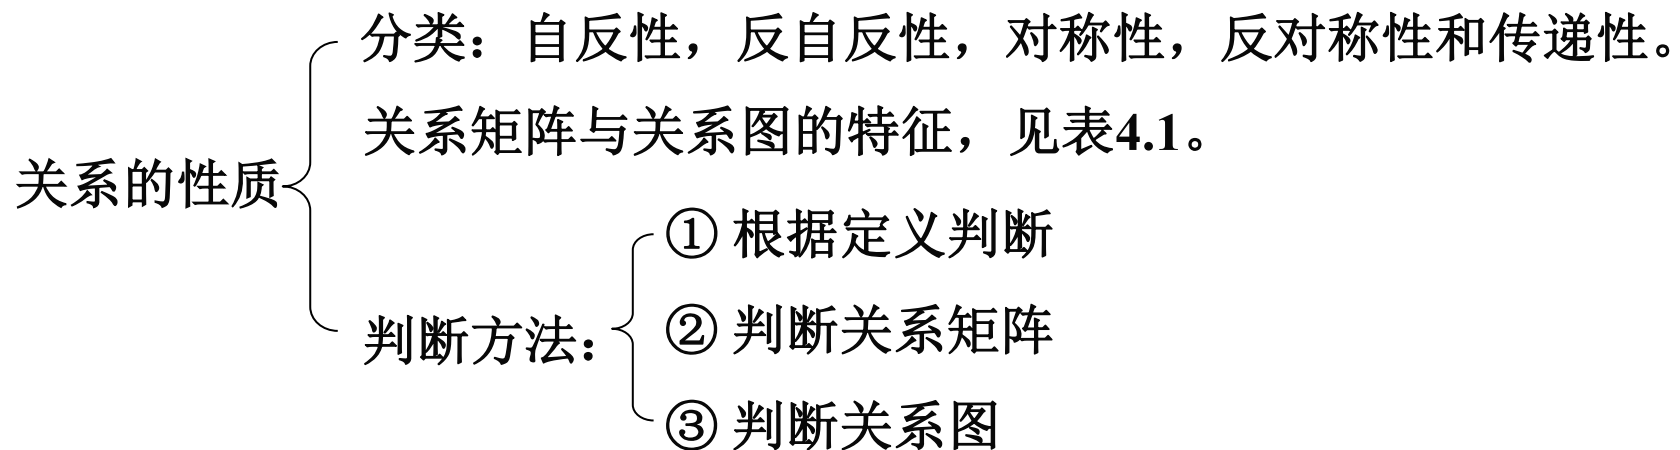 分类：自反性，反自反性，对称性，反对称性和传递性。
关系矩阵与关系图的特征，见表4.1。
关系的性质
判断方法：
① 根据定义判断
② 判断关系矩阵
③ 判断关系图